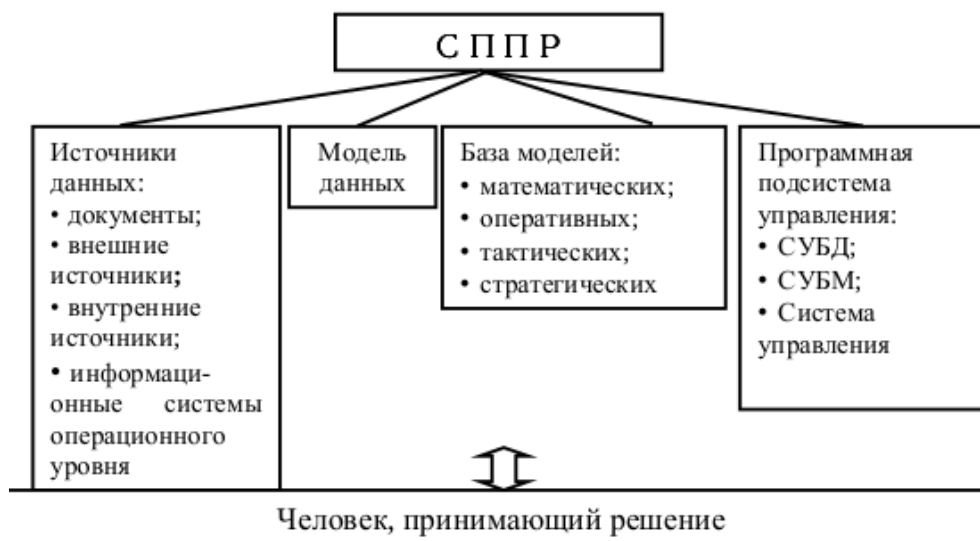 С П П Р
Источники
данных:
• документы;
• внешние
источники;
• внутренние
источники;
• информаци-
онные системы
операционного
уровня
Модель
данных
База моделей:
• математических;
• оперативных;
• тактических;
• стратегических
Программная
подсистема
управления:
• СУБД;
• СУБМ;
• Система
управления
Человек, принимающий решение